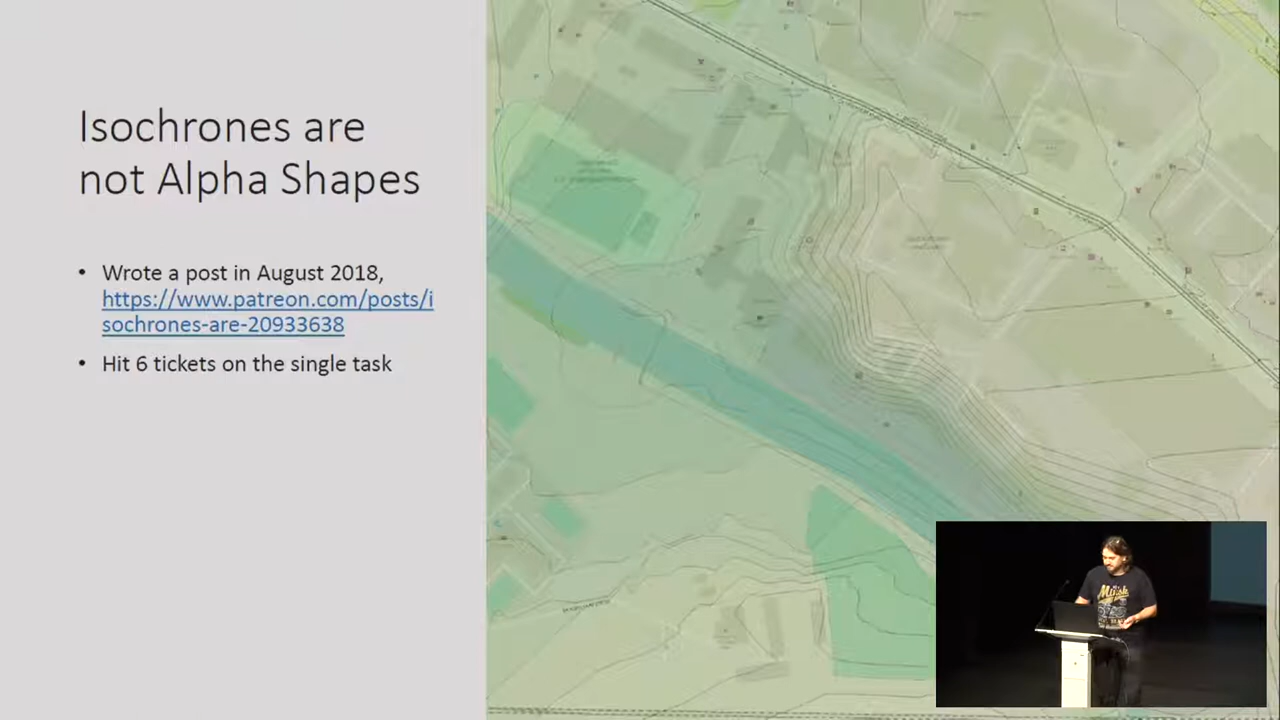 Isochrones are
not Alpha Shapes
• Wrote a post in August 2018,
https://www.patreon.com/posts/i
sochrones-are-20933638
• Hit 6 tickets on the single task
Minsk